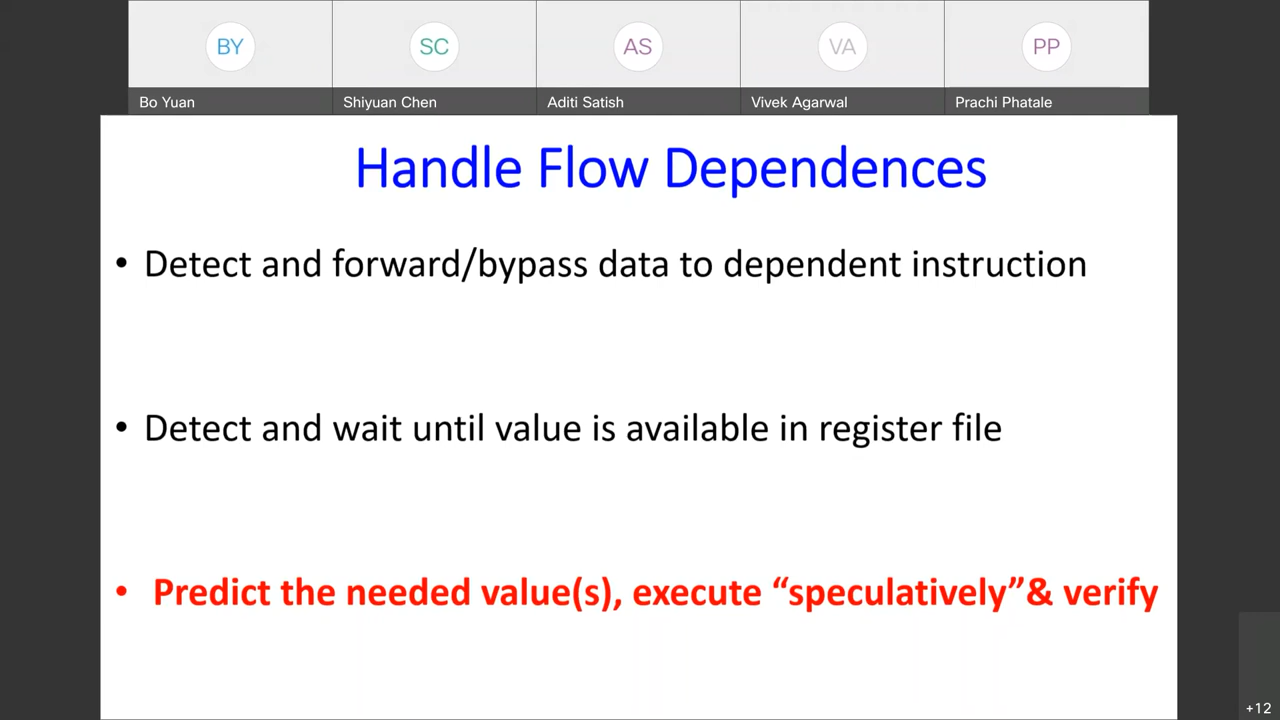 BY
SC
AS
VA
PP
Bo Yuan
Shiyuan Chen
Aditi Satish
Vivek Agarwal
Prachi Phatale
Handle Flow Dependences
• Detect and forward/bypass data to dependent instruction
• Detect and wait until value is available in register file
• Predict the needed value(s), execute “speculatively”& verify
+12